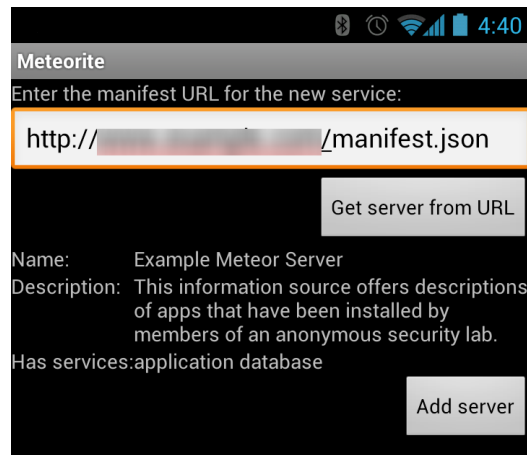 4:40
Meteorite
Enter the manifest URL for the new service:
http:// /manifest.json
Get server from URL
Name: Example Meteor Server
Description: This information source offers descriptions
of apps that have been installed by
members of an anonymous security lab.
Has services:application database
Add server